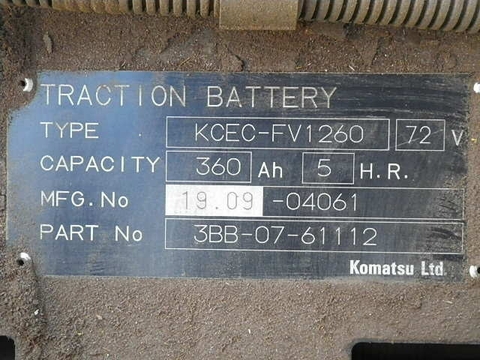 TRACTION BATTERY
TYPE KCEC-FV1260 72 V
CAPACITY 360 Ah 5 H.R.
MFG.No 19.09 -04061
PART No 3BB-07-61112
Komatsu Ltd.